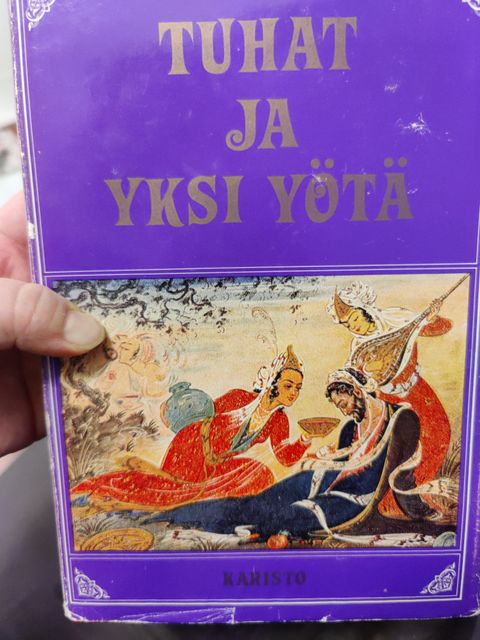 TUHAT
JA
YKSI YÖTÄ
KARISTO